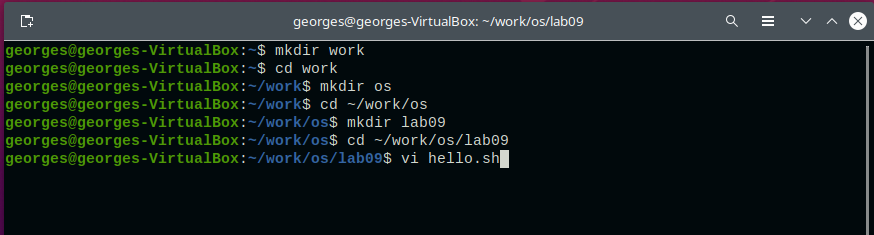 georges@georges-VirtualBox: ~/work/os/lab09
georges@georges-VirtualBox:~$ mkdir work
georges@georges-VirtualBox:~$ cd work
georges@georges-VirtualBox:~/work$ mkdir os
georges@georges-VirtualBox:~/work$ cd ~/work/os
georges@georges-VirtualBox:~/work/os$ mkdir lab09
georges@georges-VirtualBox:~/work/os$ cd ~/work/os/lab09
georges@georges-VirtualBox:~/work/os/lab09$ vi hello.sh